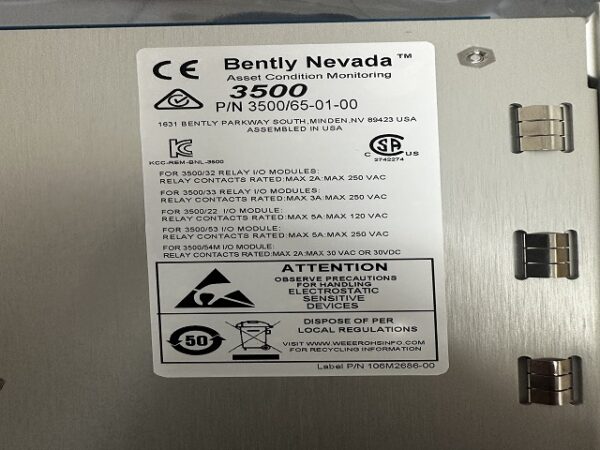 CE
Bently Nevada™
Asset Condition Monitoring
3500
P/N 3500/65-01-00
1631 BENTLY PARKWAY SOUTH, MINDEN, NV 89423 USA
ASSEMBLED IN USA
KCC-REM-BNL-3500
CSA US
C 2742274
FOR 3500/32 RELAY I/O MODULES:
RELAY CONTACTS RATED: MAX 2A: MAX 250 VAC
FOR 3500/33 RELAY I/O MODULES:
RELAY CONTACTS RATED: MAX 3A: MAX 250 VAC
FOR 3500/22 I/O MODULE:
RELAY CONTACTS RATED: MAX 5A: MAX 120 VAC
FOR 3500/53 I/O MODULE:
RELAY CONTACTS RATED: MAX 5A: MAX 250 VAC
FOR 3500/54M I/O MODULE:
RELAY CONTACTS RATED: MAX 2A: MAX 30 VAC OR 30VDC
ATTENTION
OBSERVE PRECAUTIONS
FOR HANDLING
ELECTROSTATIC
SENSITIVE
DEVICES
50
DISPOSE OF PER
LOCAL REGULATIONS
VISIT WWW.WEEEROHSINFO.COM
FOR RECYCLING INFORMATION
Label P/N 106M2686-00